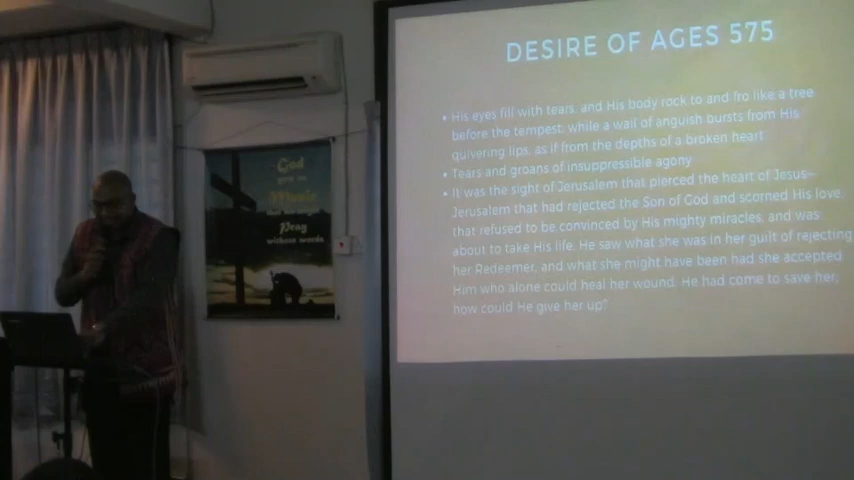 God
gave us
Music
that we might
Pray
without words
DESIRE OF AGES 575
• His eyes fill with tears, and His body rock to and fro like a tree
before the tempest, while a wail of anguish bursts from His
quivering lips, as if from the depths of a broken heart
• Tears and groans of insuppressible agony
• It was the sight of Jerusalem that pierced the heart of Jesus—
Jerusalem that had rejected the Son of God and scorned His love,
that refused to be convinced by His mighty miracles, and was
about to take His life. He saw what she was in her guilt of rejecting
her Redeemer, and what she might have been had she accepted
Him who alone could heal her wound. He had come to save her,
how could He give her up?